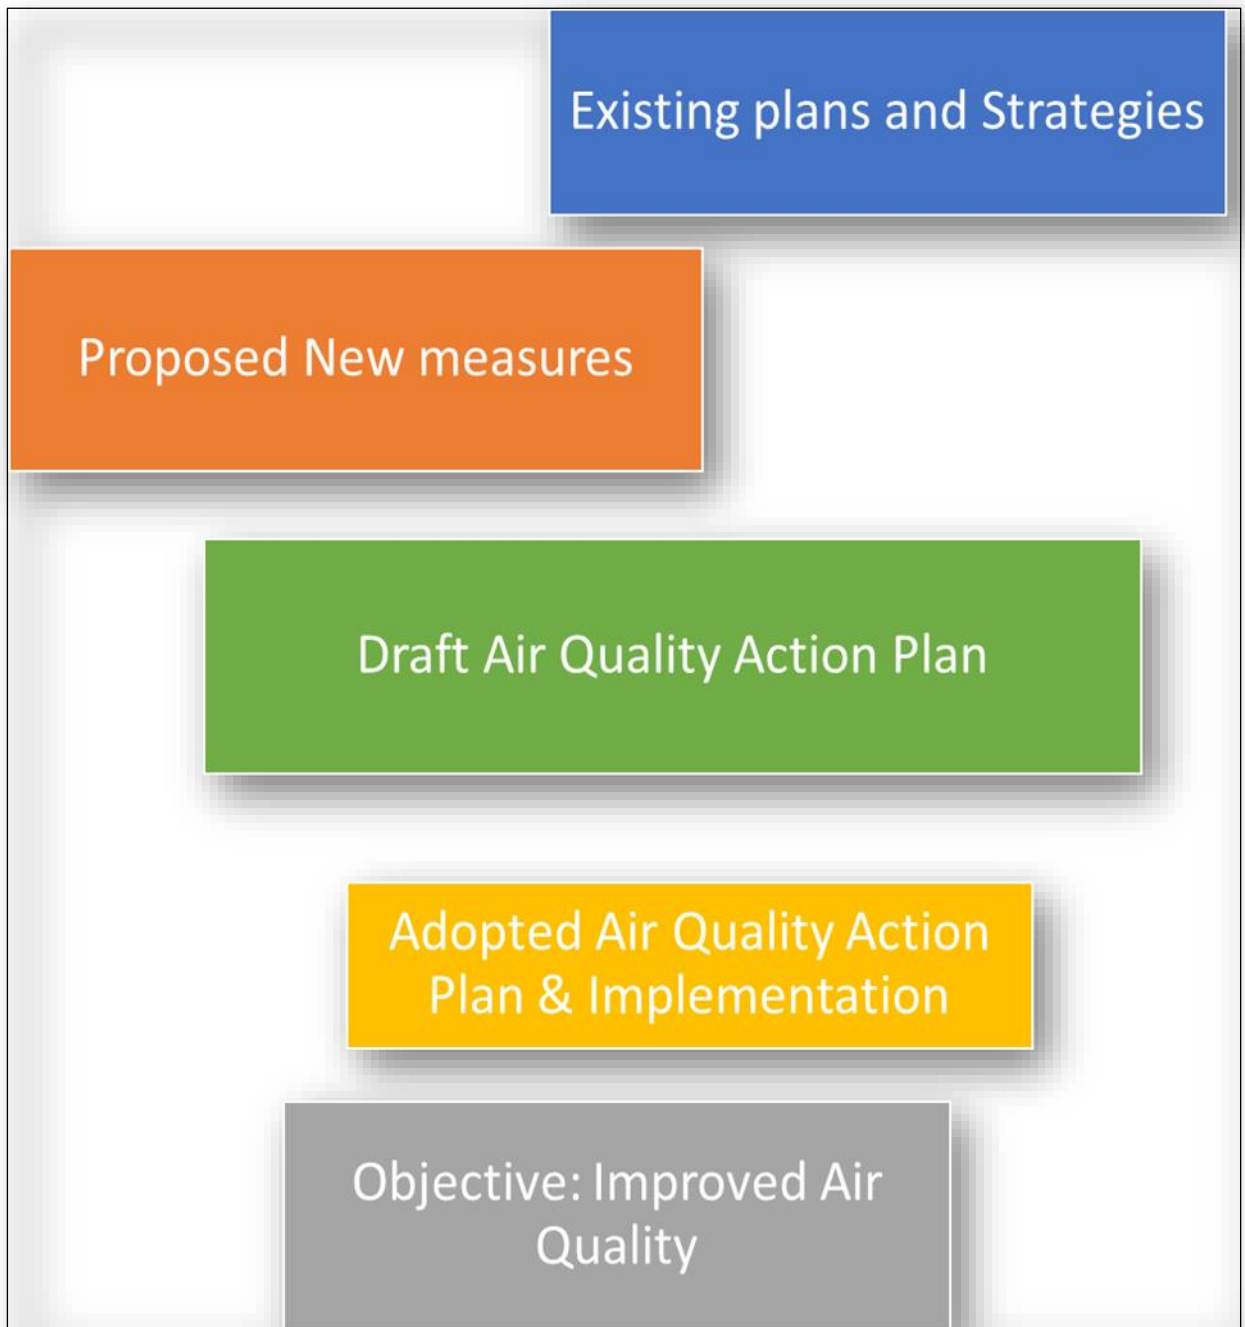 Existing plans and Strategies
Proposed New measures
Draft Air Quality Action Plan
Adopted Air Quality Action
Plan & Implementation
Objective: Improved Air
Quality